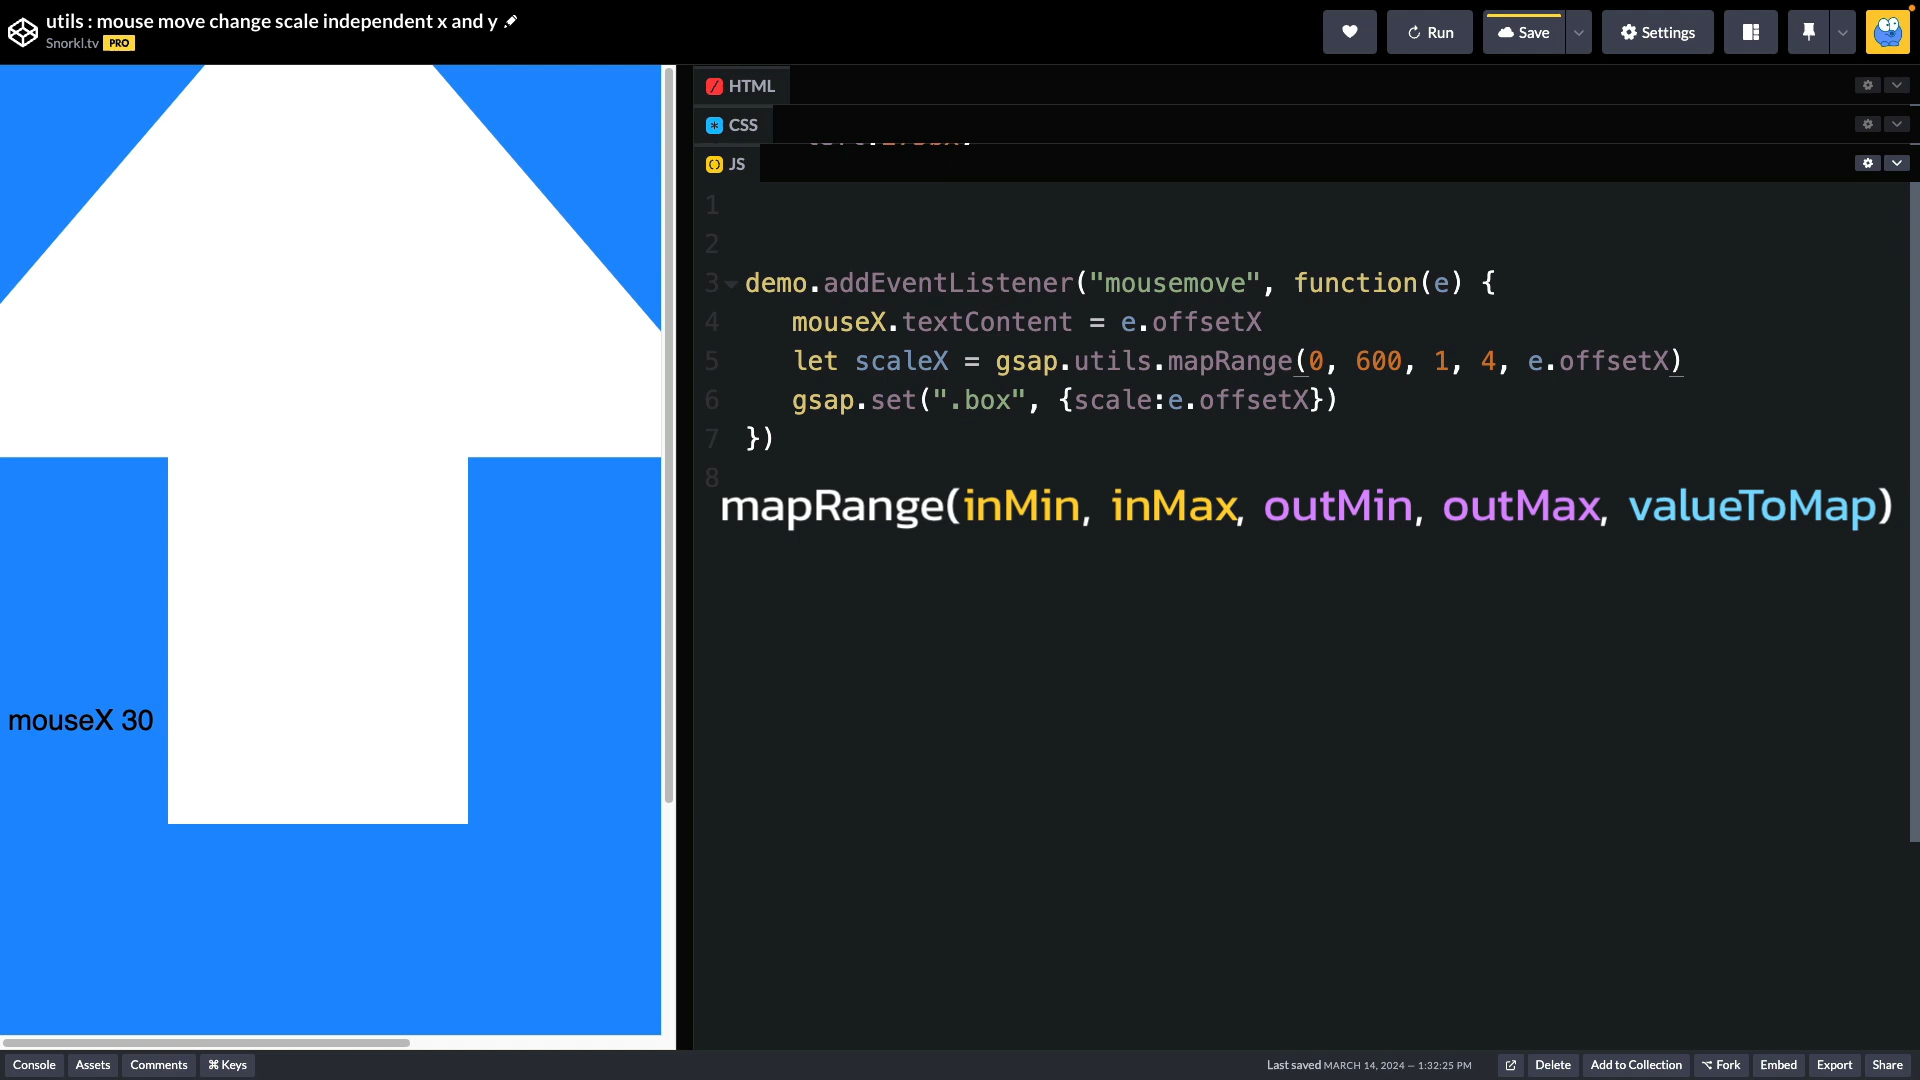 utils : mouse move change scale independent x and y
Snorkl.tv PRO
Run
Save
Settings
HTML
CSS
JS
1
2
3 demo.addEventListener("mousemove", function(e) {
4 mouseX.textContent = e.offsetX
5 let scaleX = gsap.utils.mapRange(0, 600, 1, 4, e.offsetX)
6 gsap.set(".box", {scale:e.offsetX})
7 })
8
mapRange(inMin, inMax, outMin, outMax, valueToMap)
mouseX 30
Console Assets Comments ⌘ Keys
Last saved MARCH 14, 2024 — 1:32:25 PM
Delete Add to Collection ⌥ Fork Embed Export Share